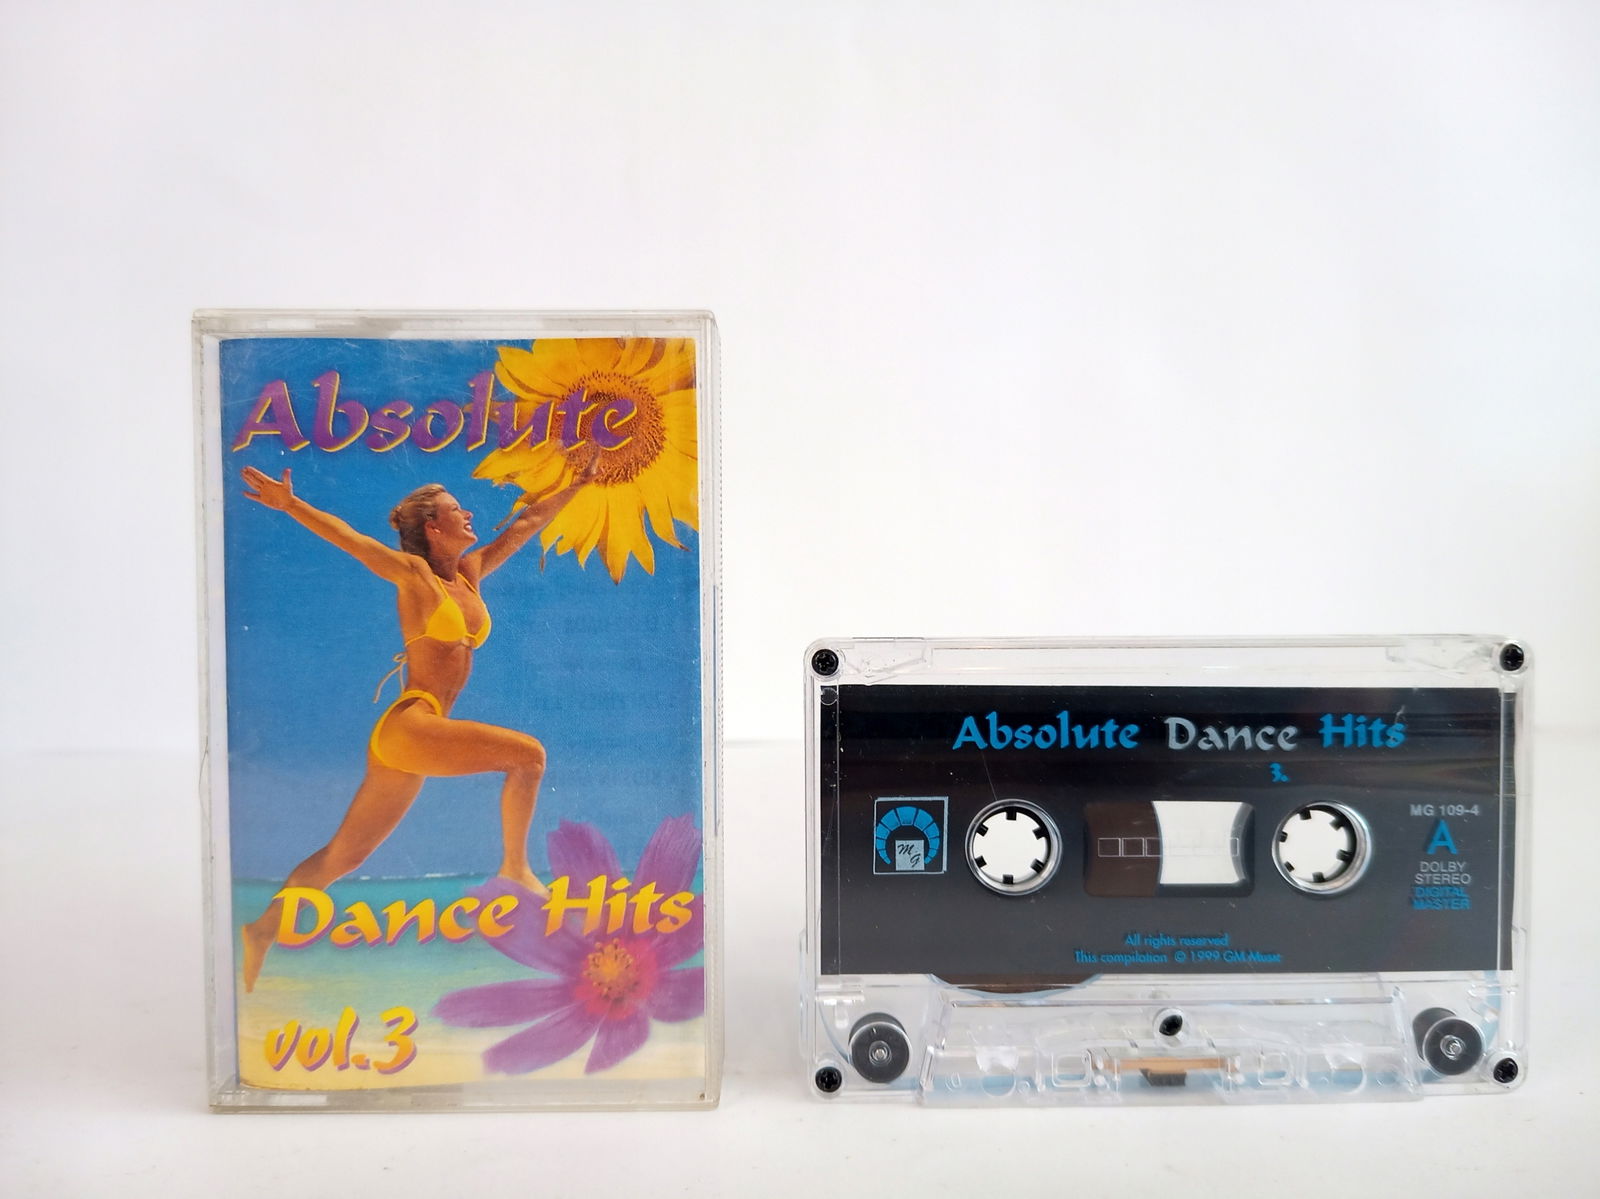 Absolute
Dance Hits
vol.3
Absolute Dance Hits
3.
MG 109-4
A
DOLBY
STEREO
DIGITAL
MASTER
M.G
All rights reserved
This compilation © 1999 GM Music